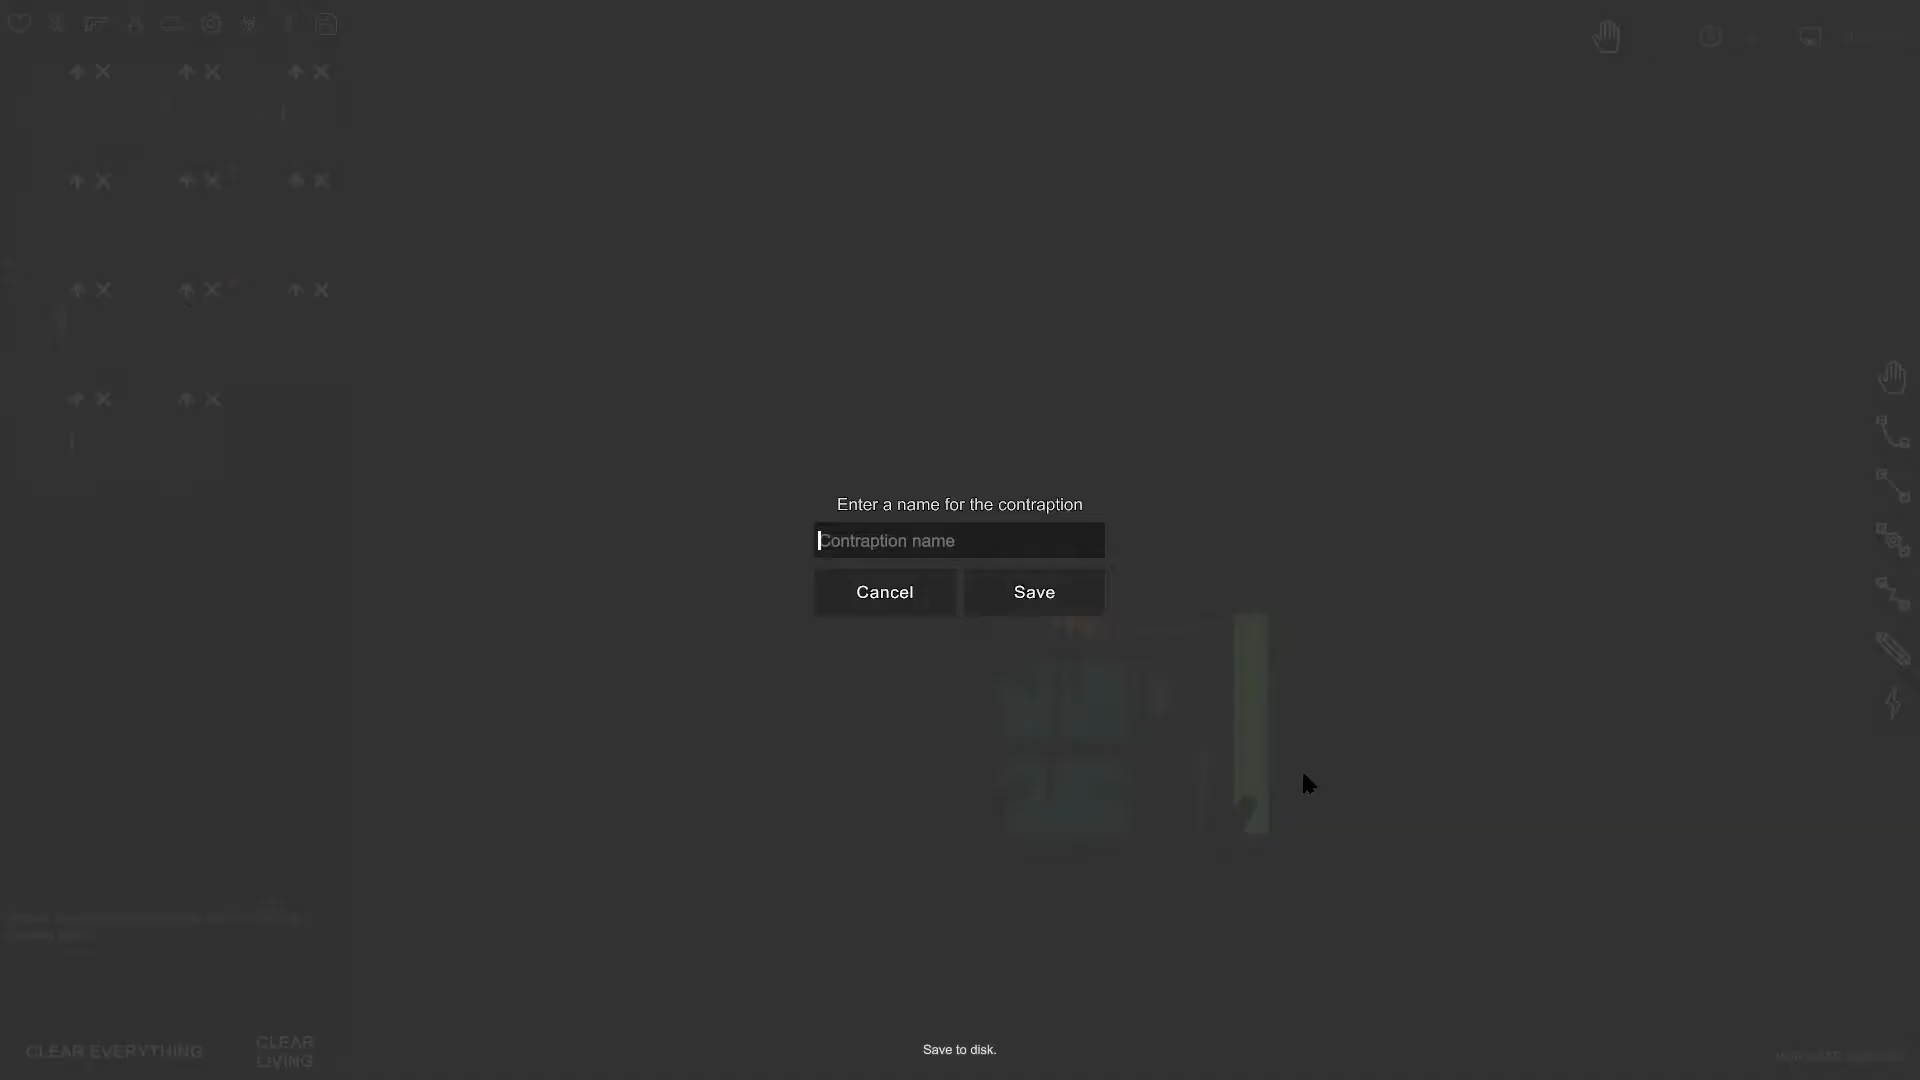 Enter a name for the contraption
Contraption name
Cancel
Save
CLEAR EVERYTHING
CLEAR
LIVING
Save to disk.